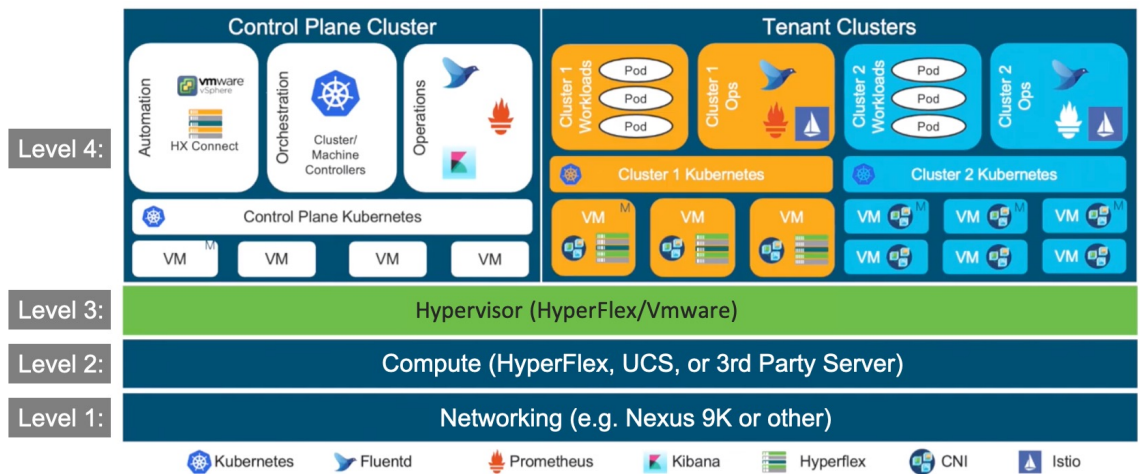 Control Plane Cluster
Tenant Clusters
Level 4:
Automation
vmware
vSphere
HX Connect
Orchestration
Cluster/
Machine
Controllers
Operations
Cluster 1
Workloads
Pod
Pod
Pod
Cluster 1
Ops
Cluster 2
Workloads
Pod
Pod
Pod
Cluster 2
Ops
Control Plane Kubernetes
Cluster 1 Kubernetes
Cluster 2 Kubernetes
VM M
VM
VM
VM
VM M
VM
VM
VM M
VM M
VM M
VM
VM
VM
Level 3:
Hypervisor (HyperFlex/Vmware)
Level 2:
Compute (HyperFlex, UCS, or 3rd Party Server)
Level 1:
Networking (e.g. Nexus 9K or other)
Kubernetes
Fluentd
Prometheus
Kibana
Hyperflex
CNI
Istio